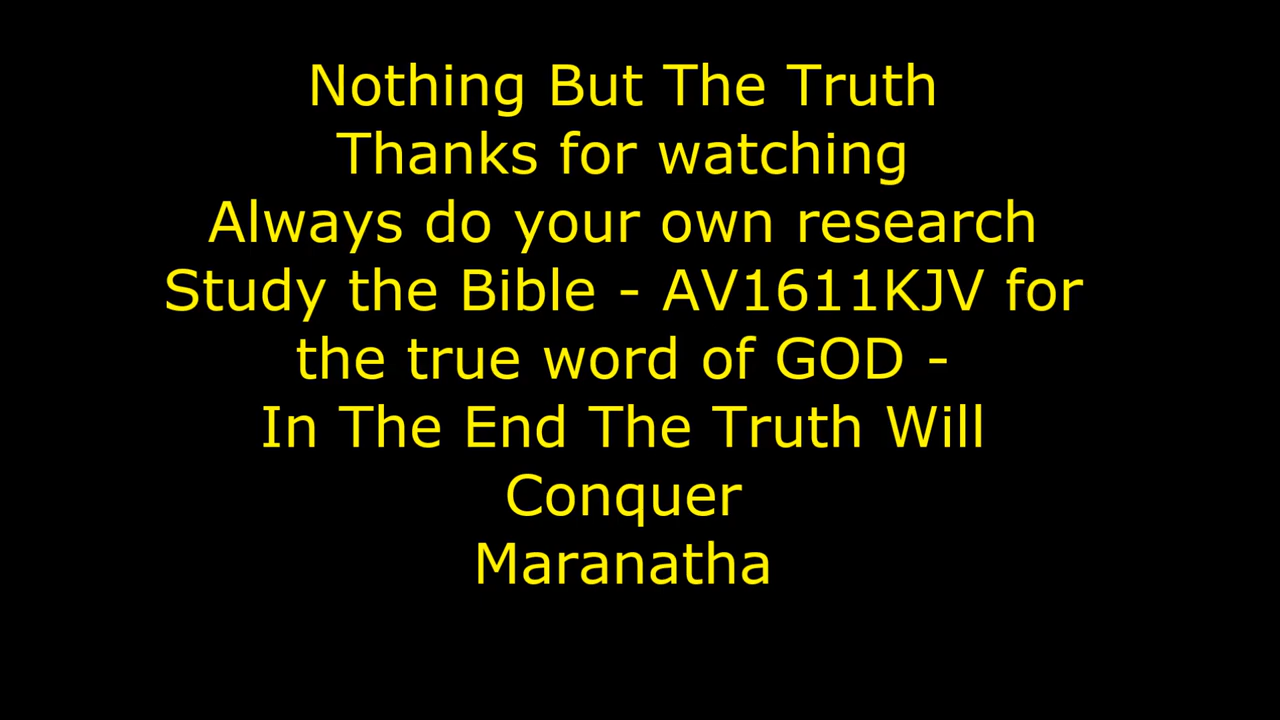 Nothing But The Truth
Thanks for watching
Always do your own research
Study the Bible - AV1611KJV for
the true word of GOD -
In The End The Truth Will
Conquer
Maranatha